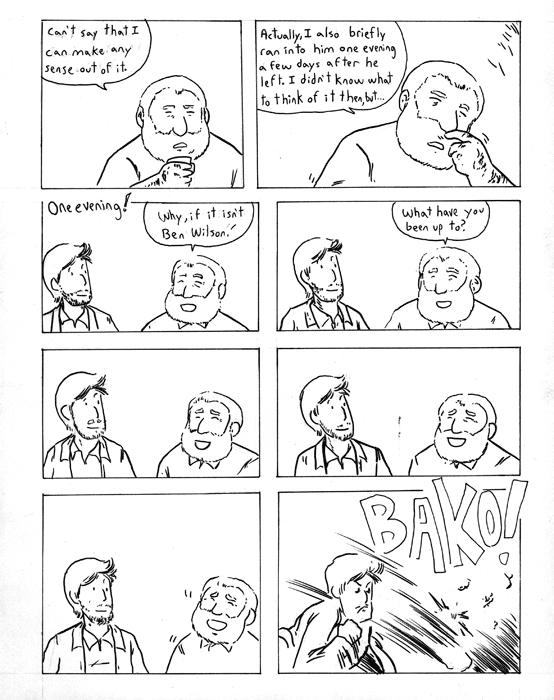 Can't say that I
can make any
sense out of it.
Actually, I also briefly
ran into him one evening
a few days after he
left. I didn't know what
to think of it then, but...
One evening!
Why, if it isn't
Ben Wilson!
What have you
been up to?
BAKO!